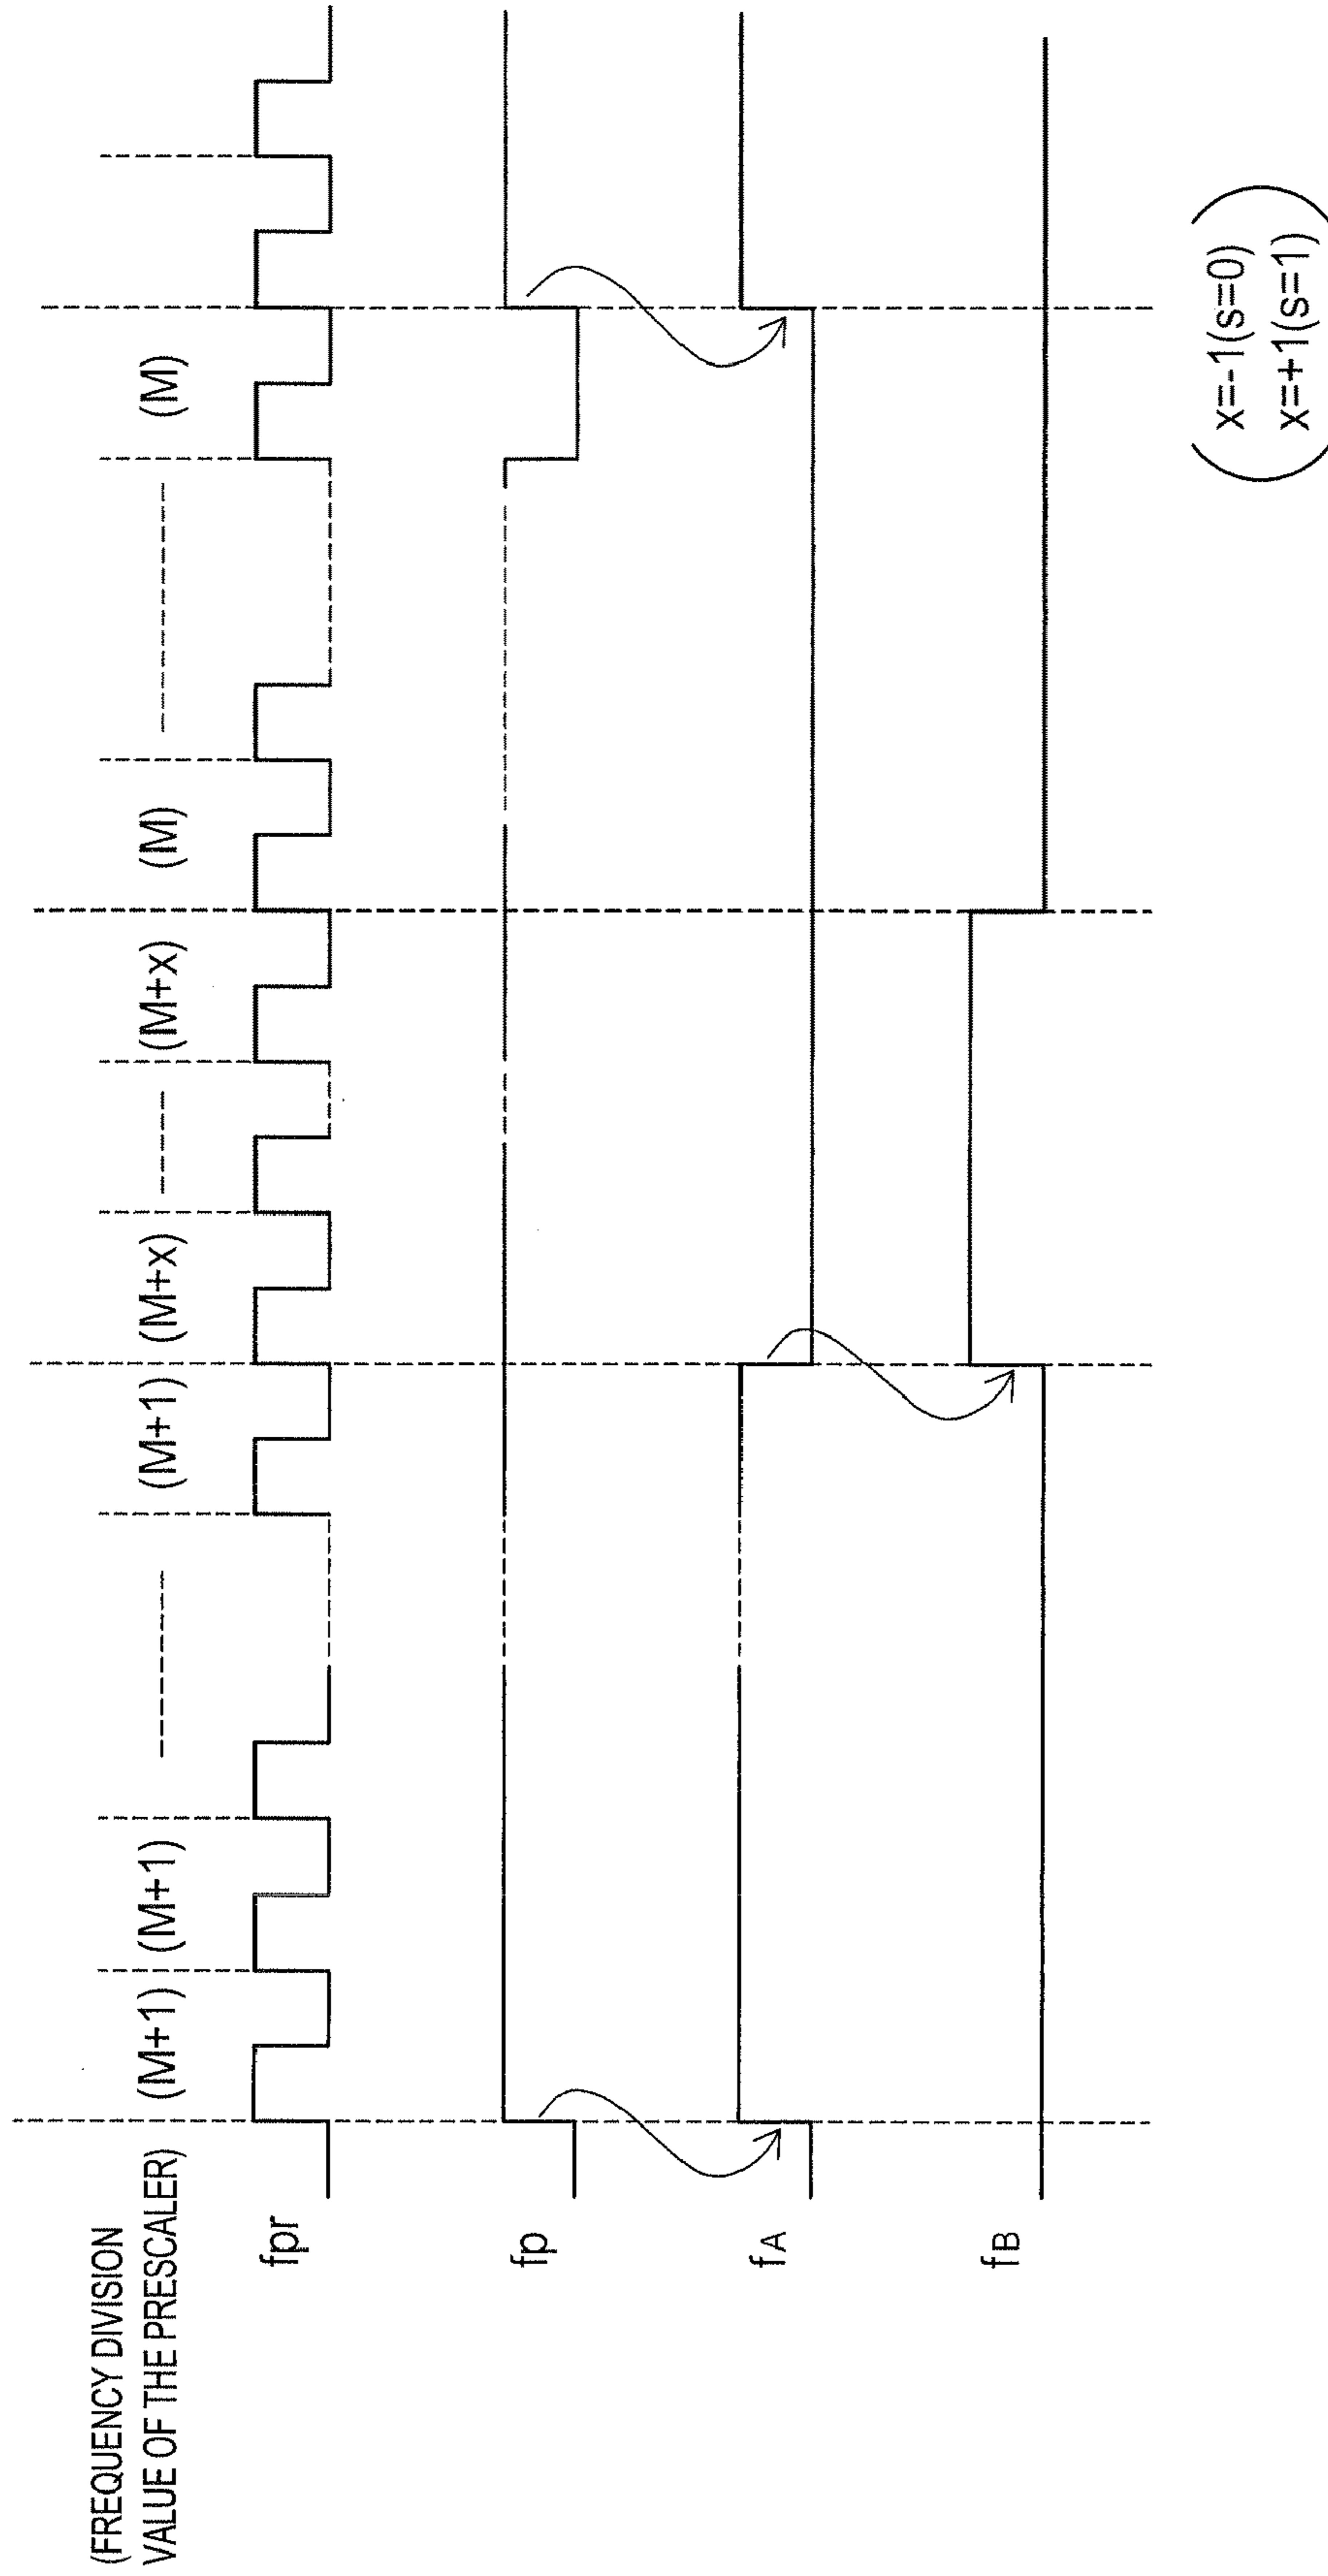 (FREQUENCY DIVISION
VALUE OF THE PRESCALER)
(M+1) (M+1) (M+1) (M+x) (M+x) (M) (M)
fpr
fp
fA
fB
x=-1(s=0)
x=+1(s=1)